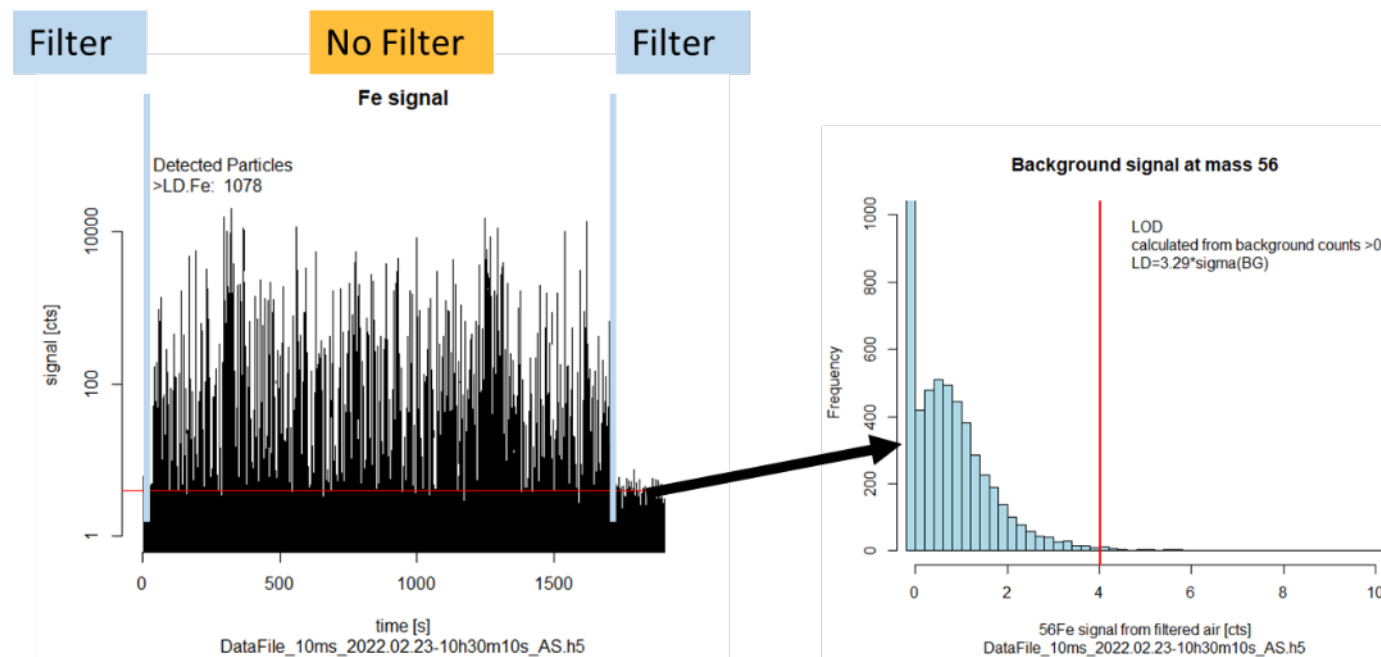 Filter
No Filter
Filter
Fe signal
Detected Particles
>LD.Fe: 1078
signal [cts]
10000
100
1
0
500
1000
1500
time [s]
DataFile_10ms_2022.02.23-10h30m10s_AS.h5
Background signal at mass 56
LOD
calculated from background counts >0
LD=3.29*sigma(BG)
Frequency
1000
800
600
400
200
0
0
2
4
6
8
10
56Fe signal from filtered air [cts]
DataFile_10ms_2022.02.23-10h30m10s_AS.h5